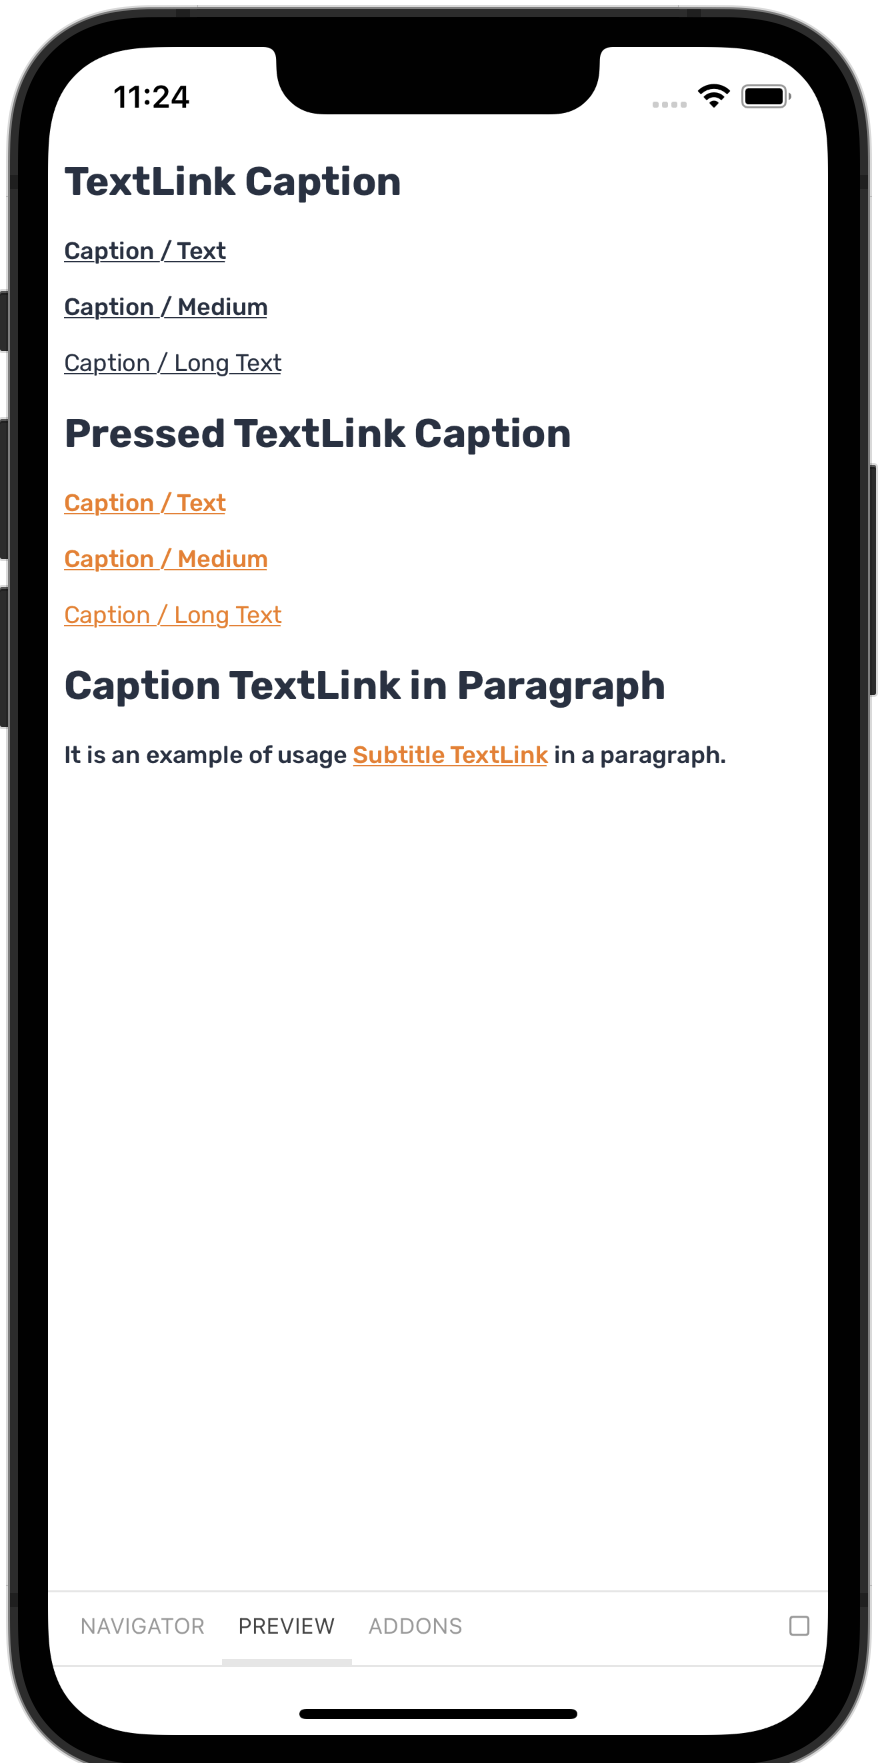 11:24
TextLink Caption
Caption / Text
Caption / Medium
Caption / Long Text
Pressed TextLink Caption
Caption / Text
Caption / Medium
Caption / Long Text
Caption TextLink in Paragraph
It is an example of usage Subtitle TextLink in a paragraph.
NAVIGATOR PREVIEW ADDONS